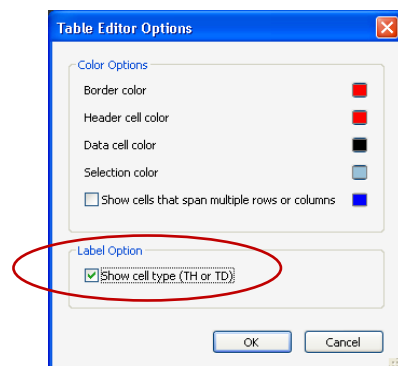 Table Editor Options
Color Options
Border color
Header cell color
Data cell color
Selection color
Show cells that span multiple rows or columns
Label Option
Show cell type (TH or TD)
OK Cancel